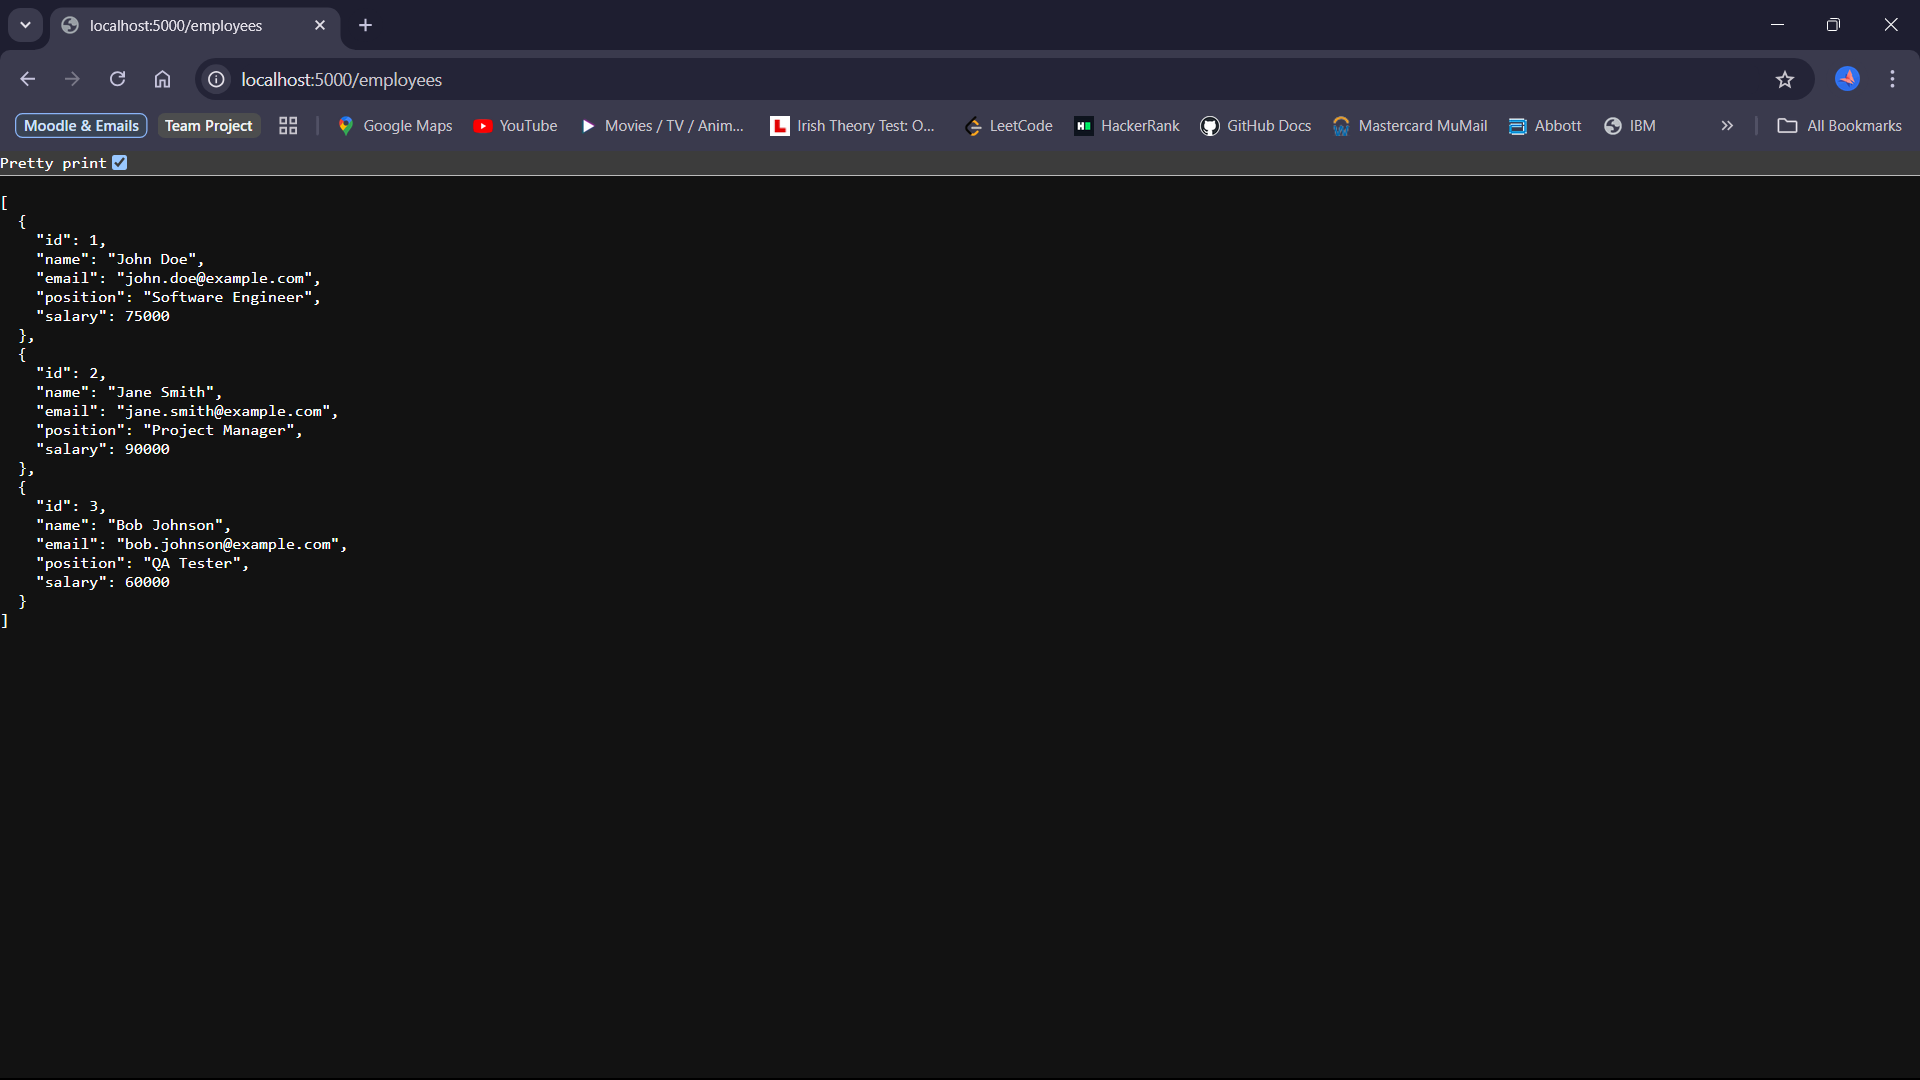 localhost:5000/employees
localhost:5000/employees
Moodle & Emails Team Project Google Maps YouTube Movies / TV / Anim... Irish Theory Test: O... LeetCode HackerRank GitHub Docs Mastercard MuMail Abbott IBM » All Bookmarks
Pretty print
[
  {
    "id": 1,
    "name": "John Doe",
    "email": "john.doe@example.com",
    "position": "Software Engineer",
    "salary": 75000
  },
  {
    "id": 2,
    "name": "Jane Smith",
    "email": "jane.smith@example.com",
    "position": "Project Manager",
    "salary": 90000
  },
  {
    "id": 3,
    "name": "Bob Johnson",
    "email": "bob.johnson@example.com",
    "position": "QA Tester",
    "salary": 60000
  }
]